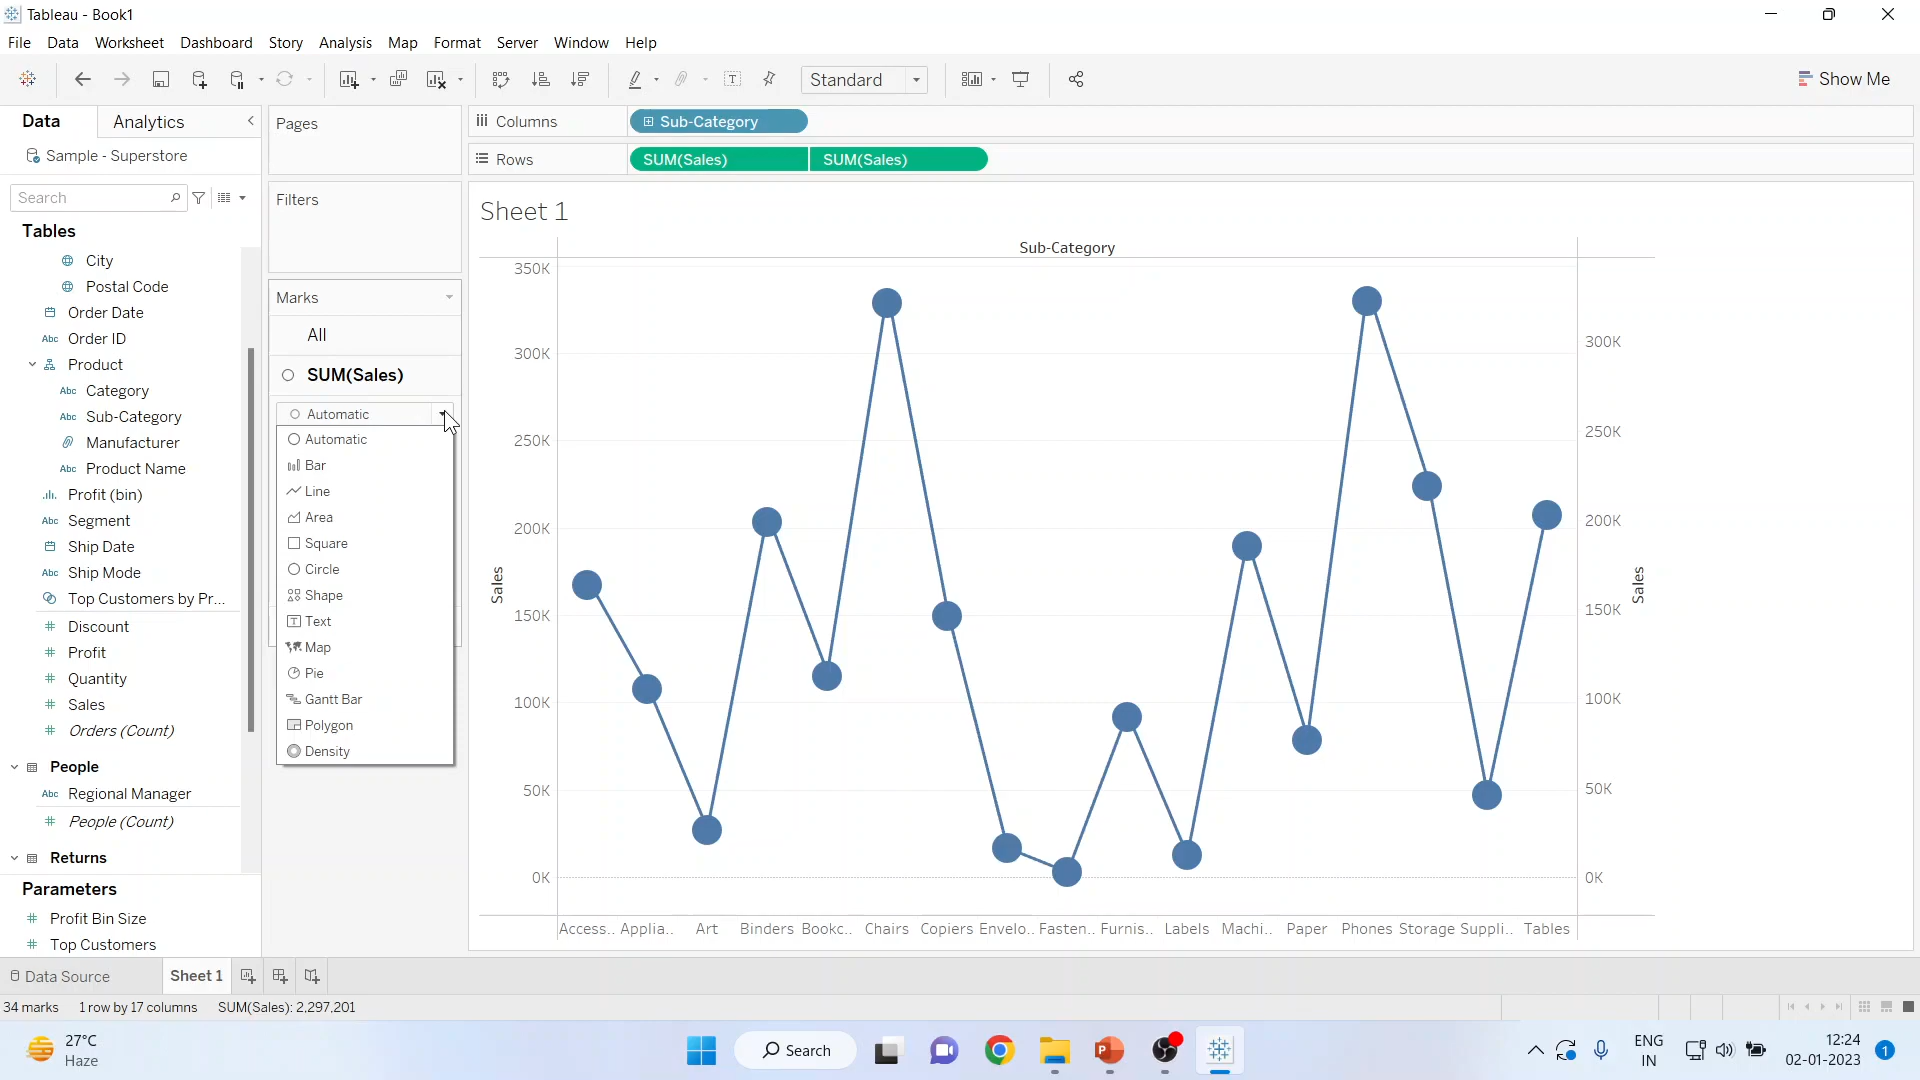 Tableau - Book1
File Data Worksheet Dashboard Story Analysis Map Format Server Window Help
Standard
Show Me
Data Analytics
Sample - Superstore
Search
Tables
City
Postal Code
Order Date
Abc Order ID
Product
Abc Category
Abc Sub-Category
Manufacturer
Abc Product Name
Profit (bin)
Abc Segment
Ship Date
Abc Ship Mode
Top Customers by Pr...
Discount
Profit
Quantity
Sales
Orders (Count)
People
Abc Regional Manager
People (Count)
Returns
Parameters
Profit Bin Size
Top Customers
Pages
Filters
Marks
All
SUM(Sales)
Automatic
Automatic
Bar
Line
Area
Square
Circle
Shape
Text
Map
Pie
Gantt Bar
Polygon
Density
Columns Sub-Category
Rows SUM(Sales) SUM(Sales)
Sheet 1
Sub-Category
350K
300K
250K
200K
150K
100K
50K
0K
Sales
300K
250K
200K
150K
100K
50K
0K
Sales
Access.. Applia.. Art Binders Bookc.. Chairs Copiers Envelo.. Fasten.. Furnis.. Labels Machi.. Paper Phones Storage Suppli.. Tables
Data Source Sheet 1
34 marks 1 row by 17 columns SUM(Sales): 2,297,201
27°C
Haze
Search
ENG
IN
12:24
02-01-2023
1